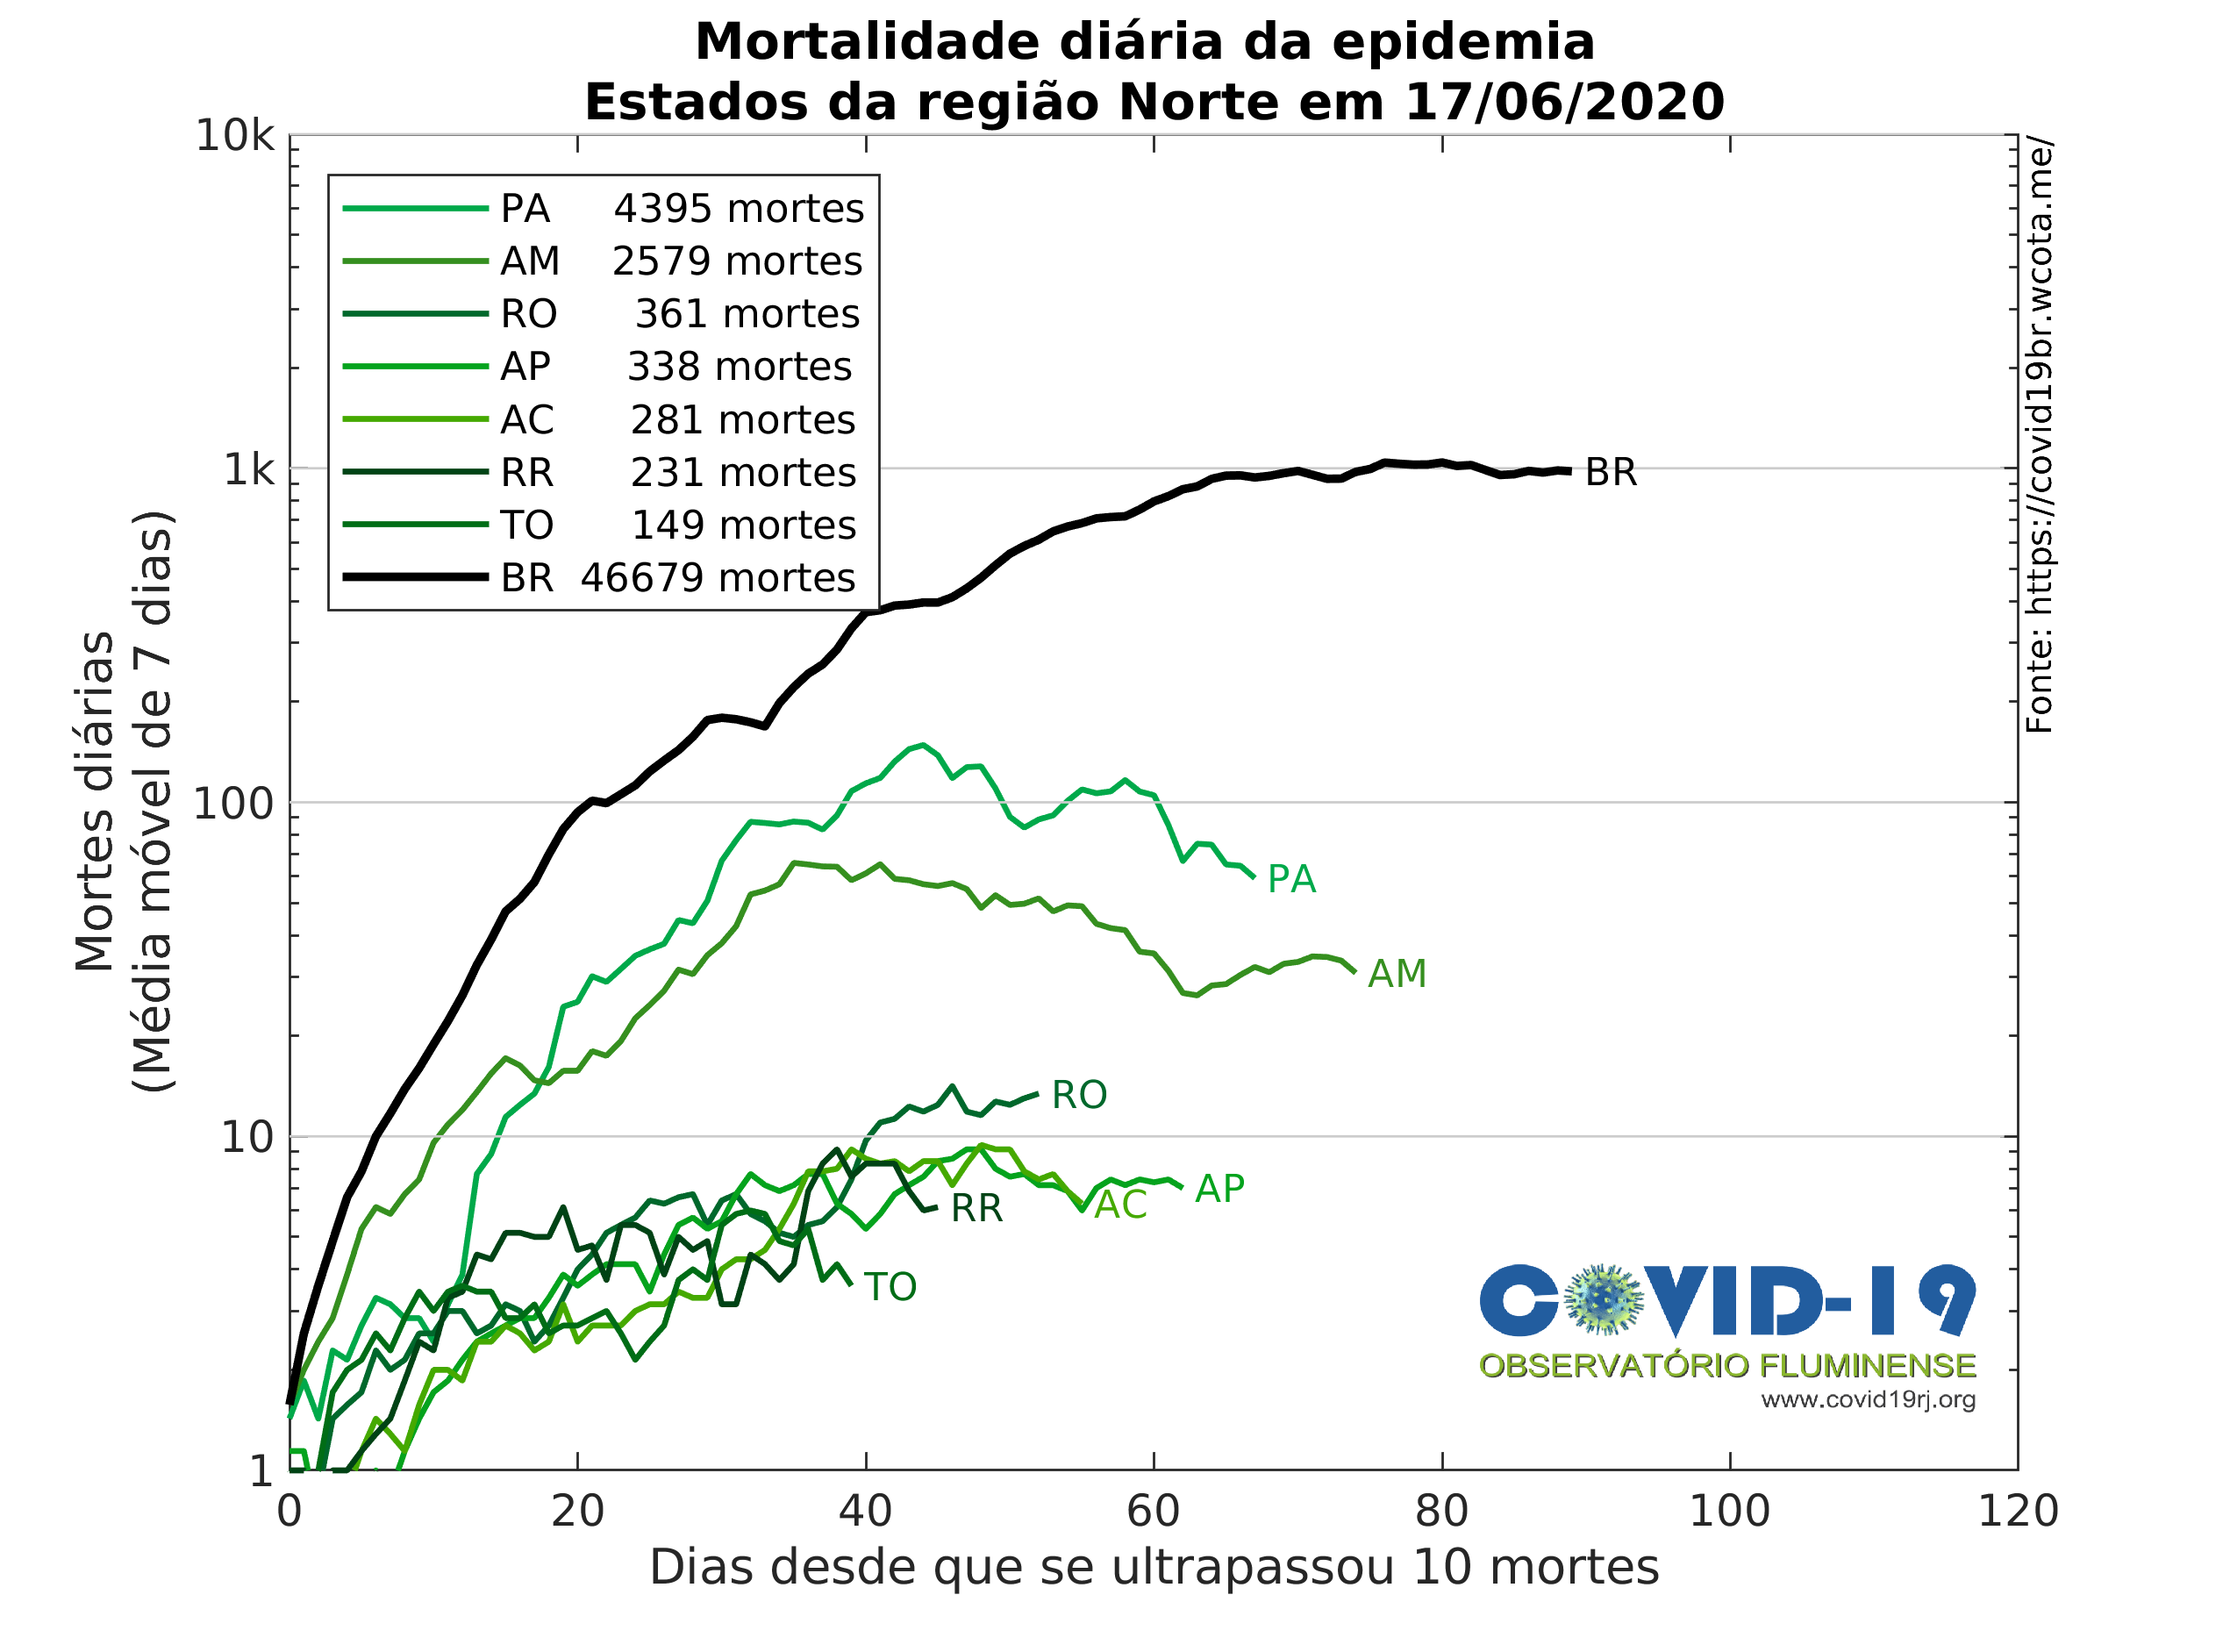 Mortalidade diária da epidemia
Estados da região Norte em 17/06/2020
10k
1k
100
10
1
Mortes diárias
(Média móvel de 7 dias)
PA 4395 mortes
AM 2579 mortes
RO 361 mortes
AP 338 mortes
AC 281 mortes
RR 231 mortes
TO 149 mortes
BR 46679 mortes
BR
PA
AM
RO
AP
AC
RR
TO
Fonte: https://covid19br.wcota.me/
COVID-19
OBSERVATÓRIO FLUMINENSE
www.covid19rj.org
0 20 40 60 80 100 120
Dias desde que se ultrapassou 10 mortes